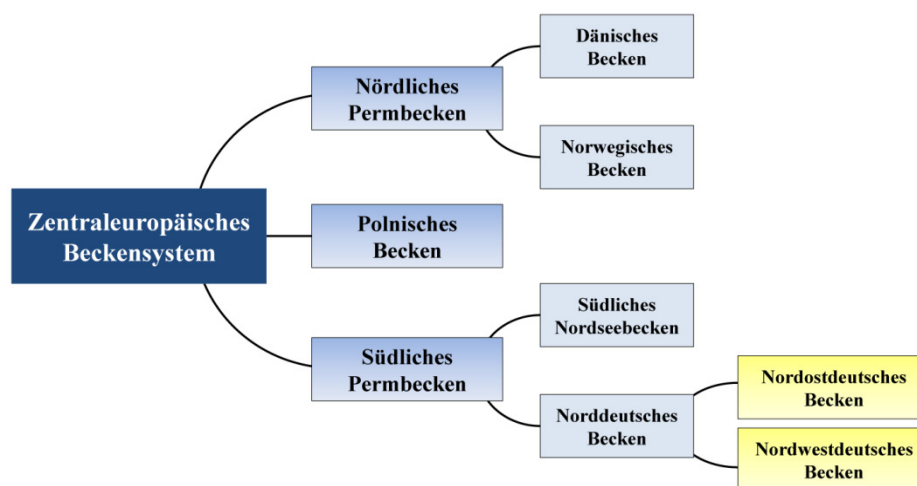 Dänisches
Becken
Nördliches
Permbecken
Norwegisches
Becken
Zentraleuropäisches
Beckensystem
Polnisches
Becken
Südliches
Nordseebecken
Südliches
Permbecken
Nordostdeutsches
Becken
Norddeutsches
Becken
Nordwestdeutsches
Becken